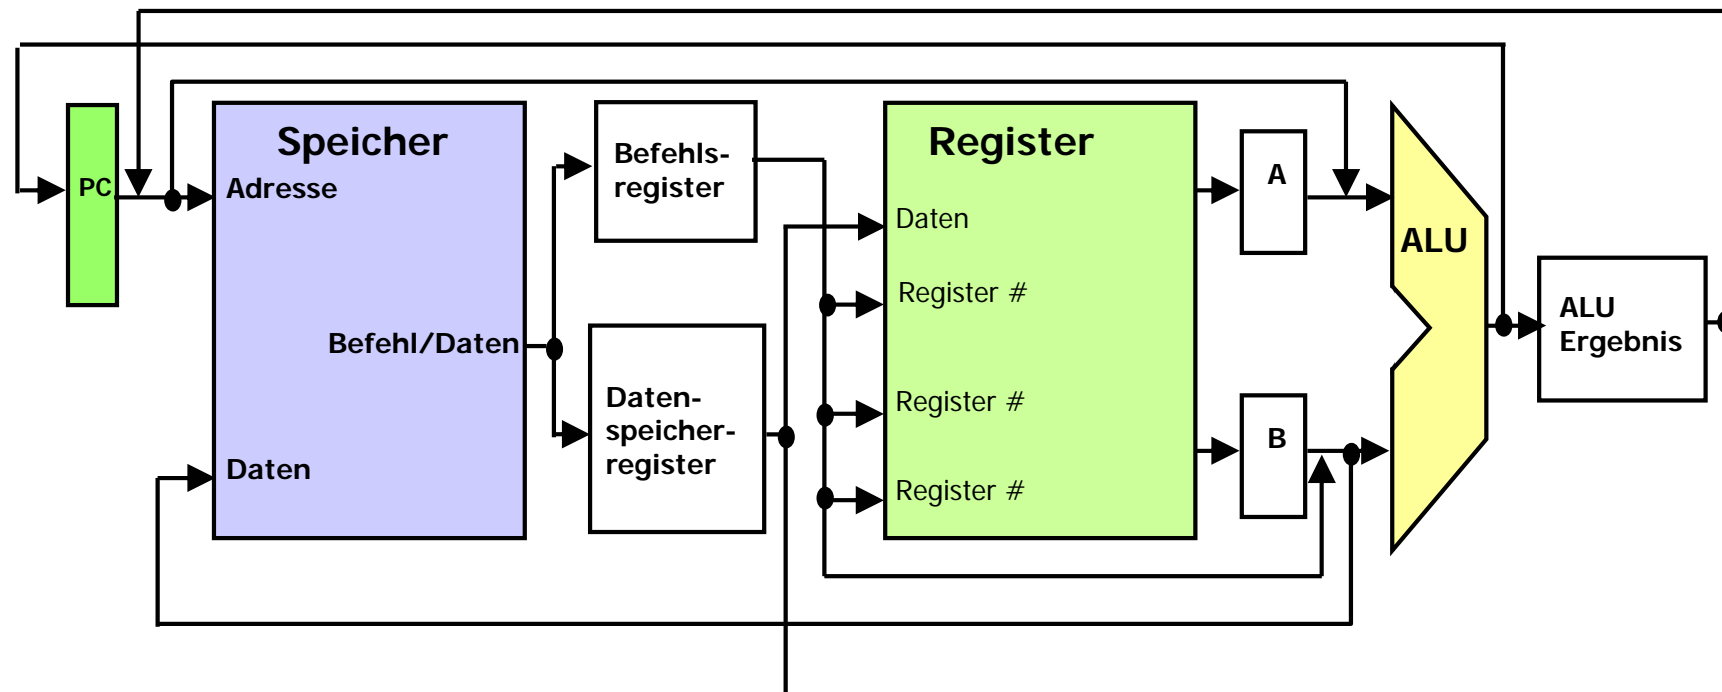 PC
Speicher
Adresse
Befehl/Daten
Daten
Befehls-
register
Daten-
speicher-
register
Register
Daten
Register #
Register #
Register #
A
B
ALU
ALU
Ergebnis